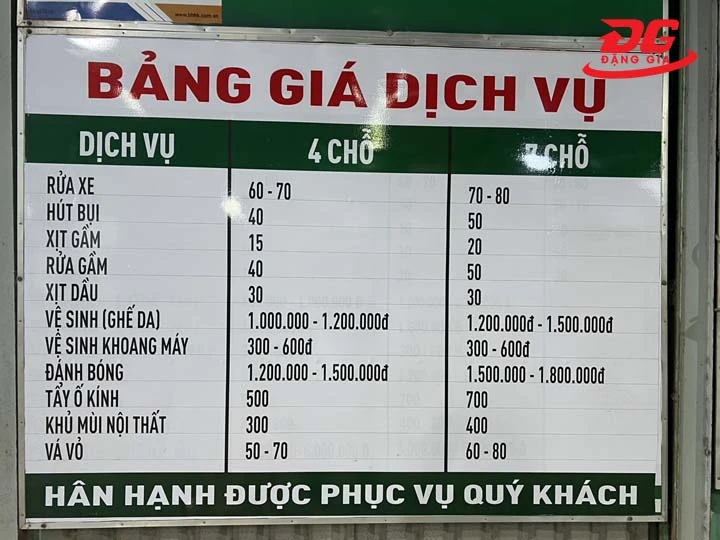 www.bhhk.com.vn
ĐG
ĐẶNG GIA
BẢNG GIÁ DỊCH VỤ
DỊCH VỤ 4 CHỖ 7 CHỖ
RỬA XE 60 - 70 70 - 80
HÚT BỤI 40 50
XỊT GẦM 15 20
RỬA GẦM 40 50
XỊT DẦU 30 30
VỆ SINH (GHẾ DA) 1.000.000 - 1.200.000đ 1.200.000đ - 1.500.000đ
VỆ SINH KHOANG MÁY 300 - 600đ 300 - 600đ
ĐÁNH BÓNG 1.200.000 - 1.500.000đ 1.500.000 - 1.800.000đ
TẨY Ố KÍNH 500 700
KHỦ MÙI NỘI THẤT 300 400
VÁ VỎ 50 - 70 60 - 80
HÂN HẠNH ĐƯỢC PHỤC VỤ QUÝ KHÁCH